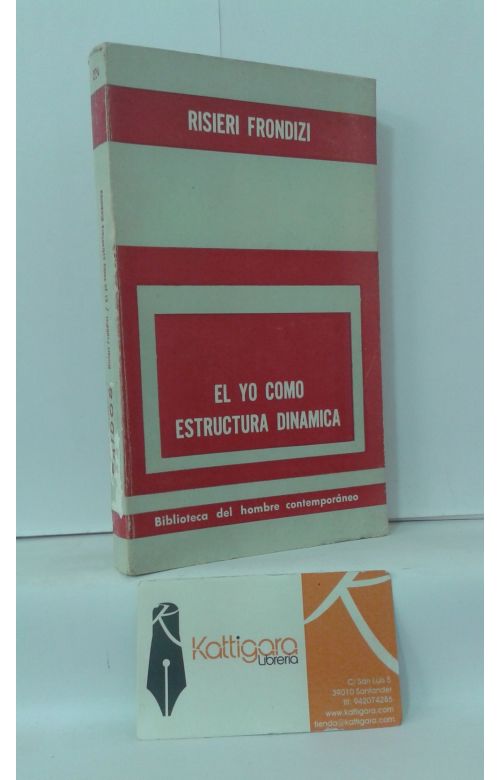 RISIERI FRONDIZI
EL YO COMO
ESTRUCTURA DINAMICA
Biblioteca del hombre contemporáneo
Kattigara
Librería
C/ San Luis 5
39010 Santander
tlf: 942074286
www.kattigara.com
tienda@kattigara.com